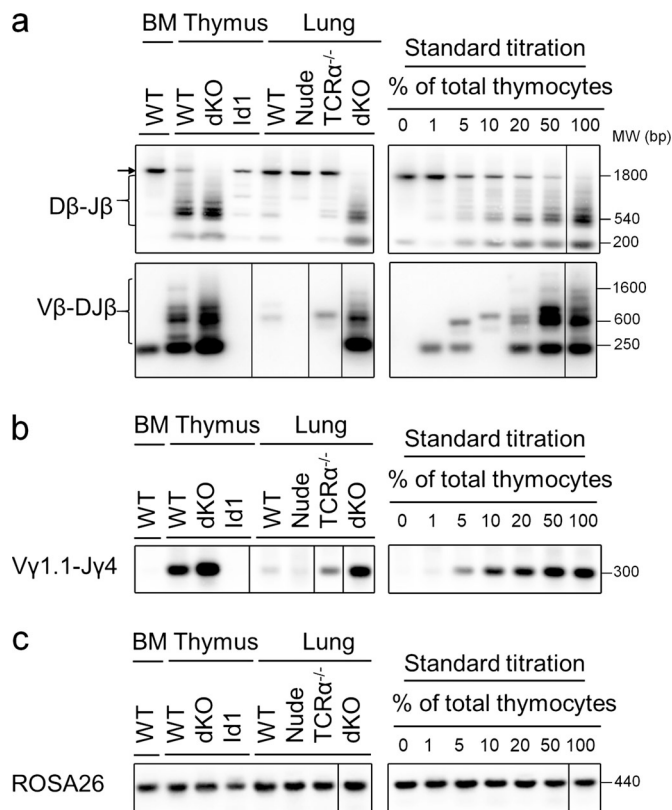 a
BM Thymus Lung
WT WT dKO Id1 WT Nude TCRα-/- dKO
Standard titration
% of total thymocytes
0 1 5 10 20 50 100
MW (bp)
Dβ-Jβ
1800
540
200
Vβ-DJβ
1600
600
250
b
BM Thymus Lung
WT WT dKO Id1 WT Nude TCRα-/- dKO
Standard titration
% of total thymocytes
0 1 5 10 20 50 100
Vγ1.1-Jγ4
300
c
BM Thymus Lung
WT WT dKO Id1 WT Nude TCRα-/- dKO
Standard titration
% of total thymocytes
0 1 5 10 20 50 100
ROSA26
440